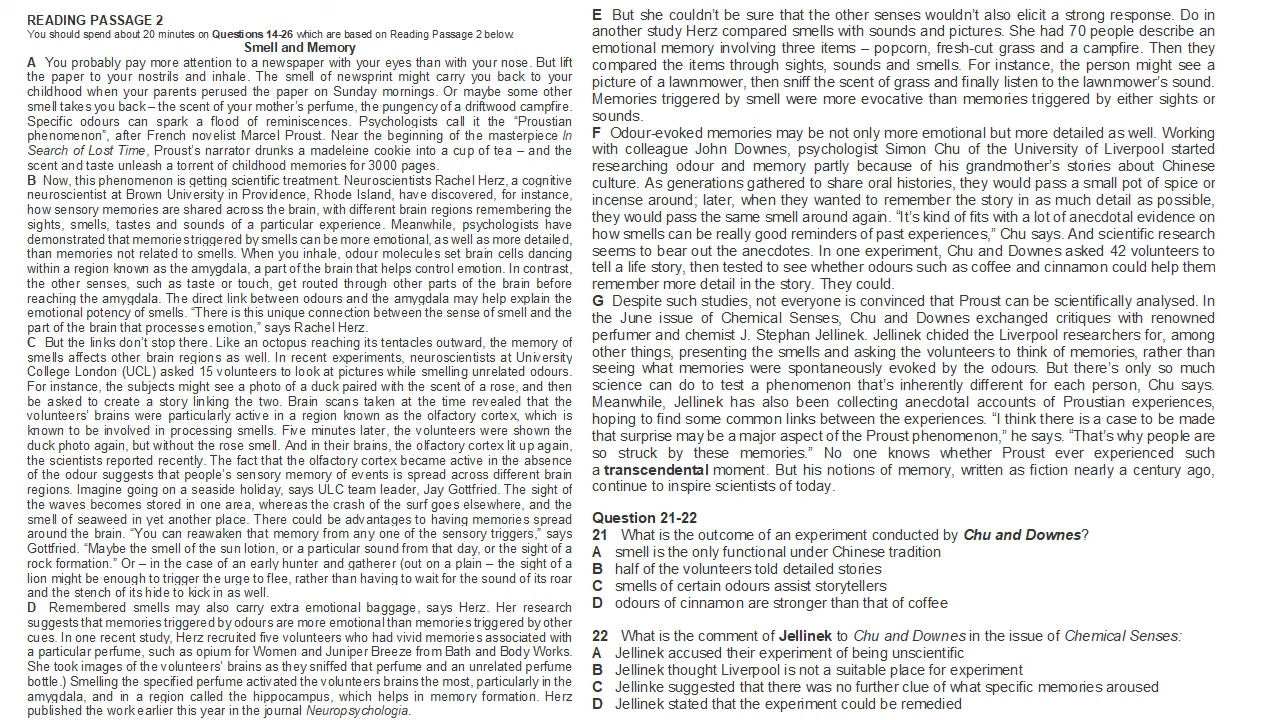 READING PASSAGE 2
You should spend about 20 minutes on Questions 14-26 which are based on Reading Passage 2 below.
Smell and Memory
A You probably pay more attention to a newspaper with your eyes than with your nose. But lift
the paper to your nostrils and inhale. The smell of newsprint might carry you back to your
childhood when your parents perused the paper on Sunday mornings. Or maybe some other
smell takes you back – the scent of your mother's perfume, the pungency of a driftwood campfire.
Specific odours can spark a flood of reminiscences. Psychologists call it the "Proustian
phenomenon", after French novelist Marcel Proust. Near the beginning of the masterpiece In
Search of Lost Time, Proust's narrator drunks a madeleine cookie into a cup of tea – and the
scent and taste unleash a torrent of childhood memories for 3000 pages.
B Now, this phenomenon is getting scientific treatment. Neuroscientists Rachel Herz, a cognitive
neuroscientist at Brown University in Providence, Rhode Island, have discovered, for instance,
how sensory memories are shared across the brain, with different brain regions remembering the
sights, smells, tastes and sounds of a particular experience. Meanwhile, psychologists have
demonstrated that memories triggered by smells can be more emotional, as well as more detailed,
than memories not related to smells. When you inhale, odour molecules set brain cells dancing
within a region known as the amygdala, a part of the brain that helps control emotion. In contrast,
the other senses, such as taste or touch, get routed through other parts of the brain before
reaching the amygdala. The direct link between odours and the amygdala may help explain the
emotional potency of smells. "There is this unique connection between the sense of smell and the
part of the brain that processes emotion," says Rachel Herz.
C But the links don't stop there. Like an octopus reaching its tentacles outward, the memory of
smells affects other brain regions as well. In recent experiments, neuroscientists at University
College London (UCL) asked 15 volunteers to look at pictures while smelling unrelated odours.
For instance, the subjects might see a photo of a duck paired with the scent of a rose, and then
be asked to create a story linking the two. Brain scans taken at the time revealed that the
volunteers' brains were particularly active in a region known as the olfactory cortex, which is
known to be involved in processing smells. Five minutes later, the volunteers were shown the
duck photo again, but without the rose smell. And in their brains, the olfactory cortex lit up again,
the scientists reported recently. The fact that the olfactory cortex became active in the absence
of the odour suggests that people's sensory memory of events is spread across different brain
regions. Imagine going on a seaside holiday, says ULC team leader, Jay Gottfried. The sight of
the waves becomes stored in one area, whereas the crash of the surf goes elsewhere, and the
smell of seaweed in yet another place. There could be advantages to having memories spread
around the brain. "You can reawaken that memory from any one of the sensory triggers," says
Gottfried. "Maybe the smell of the sun lotion, or a particular sound from that day, or the sight of a
rock formation." Or – in the case of an early hunter and gatherer (out on a plain – the sight of a
lion might be enough to trigger the urge to flee, rather than having to wait for the sound of its roar
and the stench of its hide to kick in as well.
D Remembered smells may also carry extra emotional baggage, says Herz. Her research
suggests that memories triggered by odours are more emotional than memories triggered by other
cues. In one recent study, Herz recruited five volunteers who had vivid memories associated with
a particular perfume, such as opium for Women and Juniper Breeze from Bath and Body Works.
She took images of the volunteers' brains as they sniffed that perfume and an unrelated perfume
bottle.) Smelling the specified perfume activated the volunteers brains the most, particularly in the
amygdala, and in a region called the hippocampus, which helps in memory formation. Herz
published the work earlier this year in the journal Neuropsychologia.
E But she couldn't be sure that the other senses wouldn't also elicit a strong response. Do in
another study Herz compared smells with sounds and pictures. She had 70 people describe an
emotional memory involving three items – popcorn, fresh-cut grass and a campfire. Then they
compared the items through sights, sounds and smells. For instance, the person might see a
picture of a lawnmower, then sniff the scent of grass and finally listen to the lawnmower's sound.
Memories triggered by smell were more evocative than memories triggered by either sights or
sounds.
F Odour-evoked memories may be not only more emotional but more detailed as well. Working
with colleague John Downes, psychologist Simon Chu of the University of Liverpool started
researching odour and memory partly because of his grandmother's stories about Chinese
culture. As generations gathered to share oral histories, they would pass a small pot of spice or
incense around; later, when they wanted to remember the story in as much detail as possible,
they would pass the same smell around again. "It's kind of fits with a lot of anecdotal evidence on
how smells can be really good reminders of past experiences," Chu says. And scientific research
seems to bear out the anecdotes. In one experiment, Chu and Downes asked 42 volunteers to
tell a life story, then tested to see whether odours such as coffee and cinnamon could help them
remember more detail in the story. They could.
G Despite such studies, not everyone is convinced that Proust can be scientifically analysed. In
the June issue of Chemical Senses, Chu and Downes exchanged critiques with renowned
perfumer and chemist J. Stephan Jellinek. Jellinek chided the Liverpool researchers for, among
other things, presenting the smells and asking the volunteers to think of memories, rather than
seeing what memories were spontaneously evoked by the odours. But there's only so much
science can do to test a phenomenon that's inherently different for each person, Chu says.
Meanwhile, Jellinek has also been collecting anecdotal accounts of Proustian experiences,
hoping to find some common links between the experiences. "I think there is a case to be made
that surprise may be a major aspect of the Proust phenomenon," he says. "That's why people are
so struck by these memories." No one knows whether Proust ever experienced such
a transcendental moment. But his notions of memory, written as fiction nearly a century ago,
continue to inspire scientists of today.
Question 21-22
21 What is the outcome of an experiment conducted by Chu and Downes?
A smell is the only functional under Chinese tradition
B half of the volunteers told detailed stories
C smells of certain odours assist storytellers
D odours of cinnamon are stronger than that of coffee
22 What is the comment of Jellinek to Chu and Downes in the issue of Chemical Senses:
A Jellinek accused their experiment of being unscientific
B Jellinek thought Liverpool is not a suitable place for experiment
C Jellinke suggested that there was no further clue of what specific memories aroused
D Jellinek stated that the experiment could be remedied